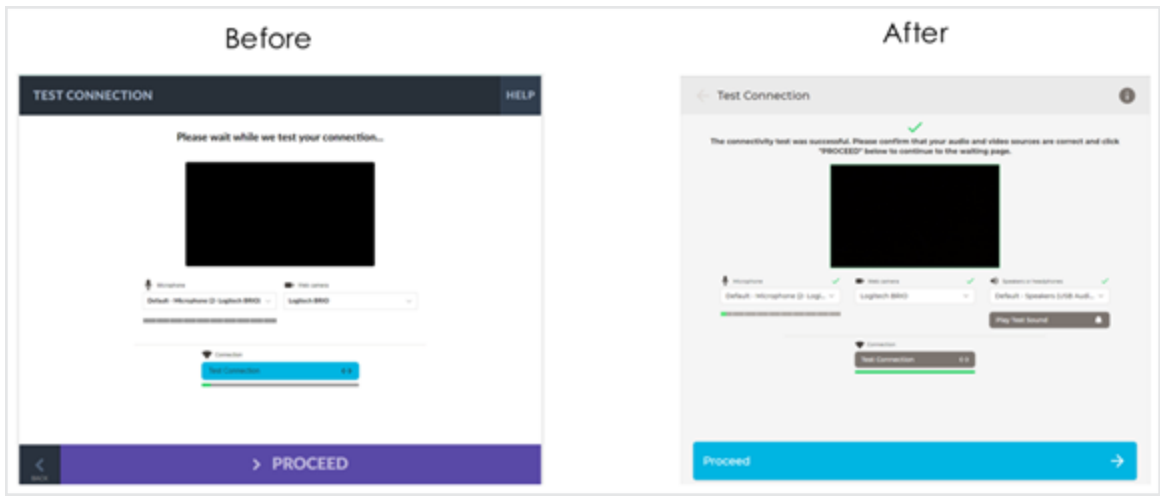 Before
After
TEST CONNECTION
HELP
Please wait while we test your connection...
Microphone
Web camera
Default - Microphone (2- Logitech BRIO)
Logitech BRIO
Connection
Test Connection
BACK
PROCEED
Test Connection
The connectivity test was successful. Please confirm that your audio and video sources are correct and click
"PROCEED" below to continue to the waiting page.
Microphone
Web camera
Speakers or headphones
Default - Microphone (2- Logi...
Logitech BRIO
Default - Speakers (USB Audi...
Play Test Sound
Connection
Test Connection
Proceed